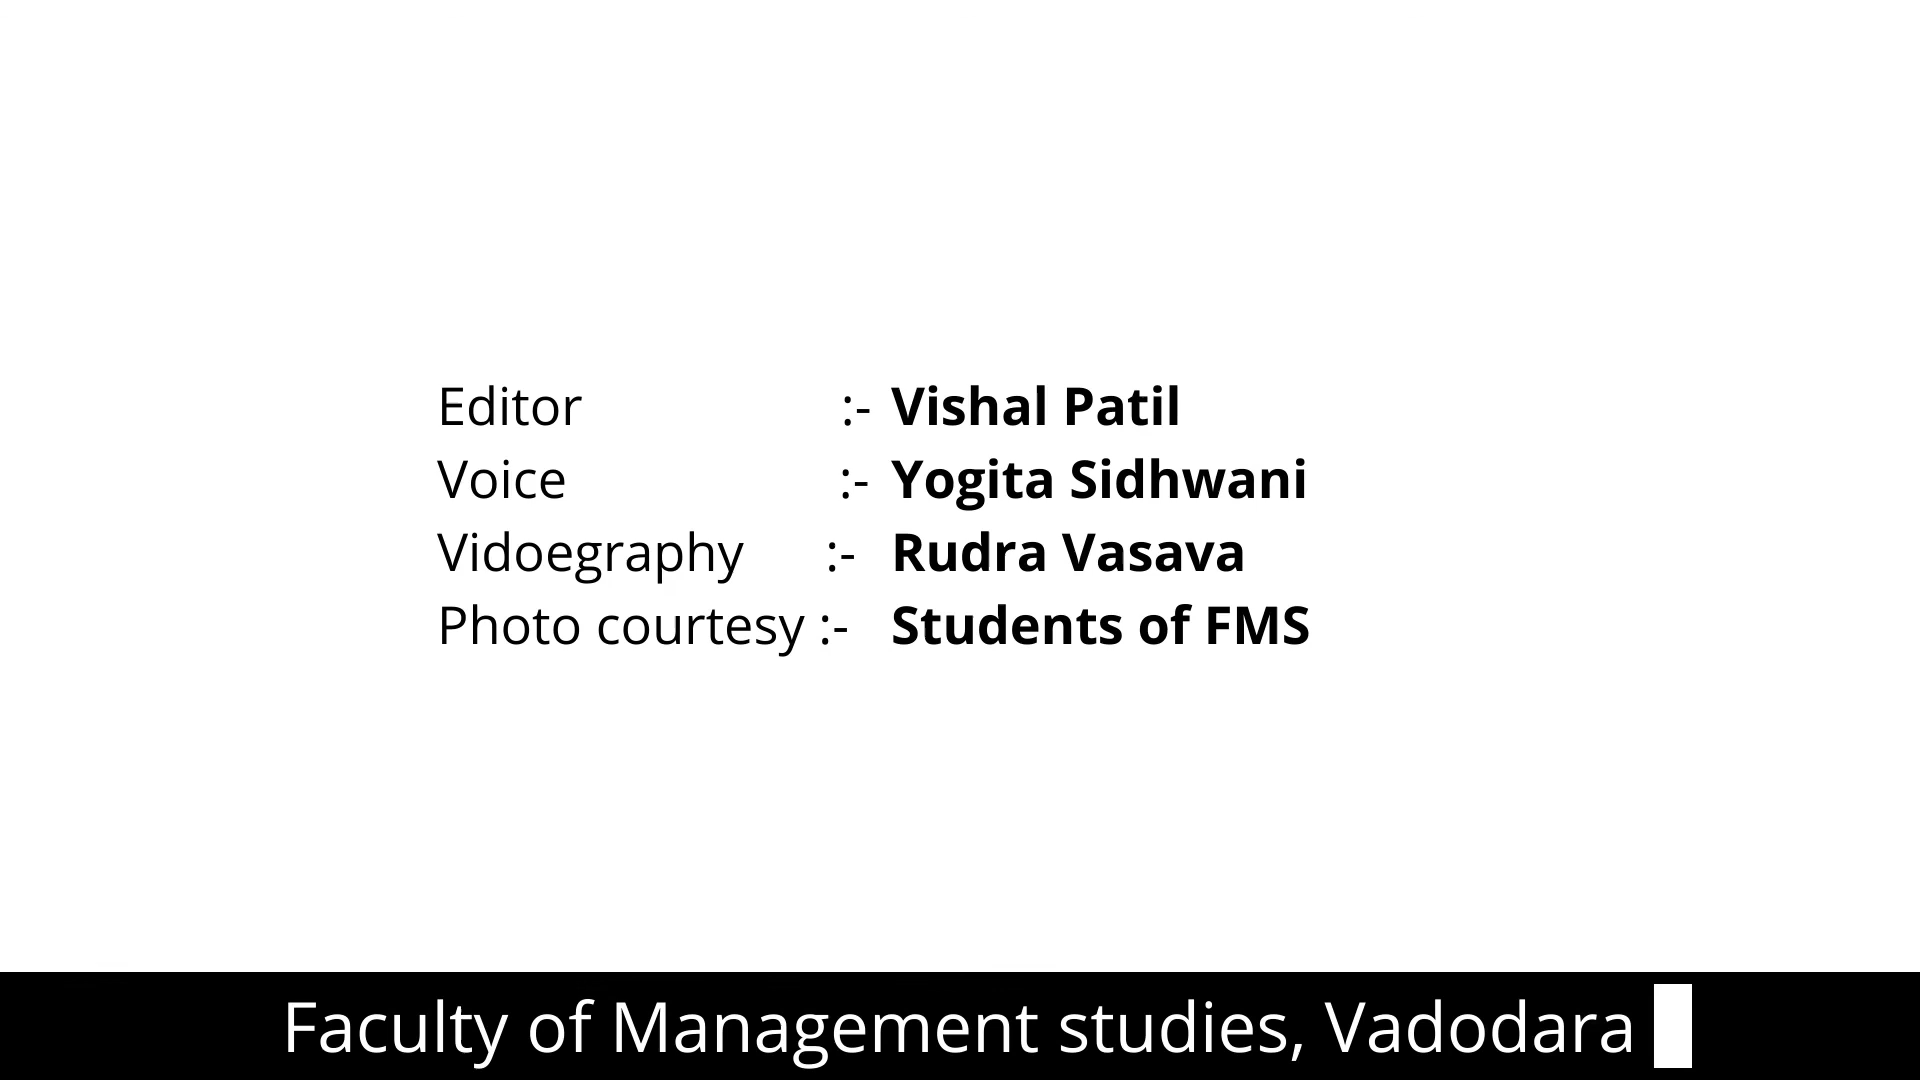 Editor :- Vishal Patil
Voice :- Yogita Sidhwani
Vidoegraphy :- Rudra Vasava
Photo courtesy :- Students of FMS
Faculty of Management studies, Vadodara